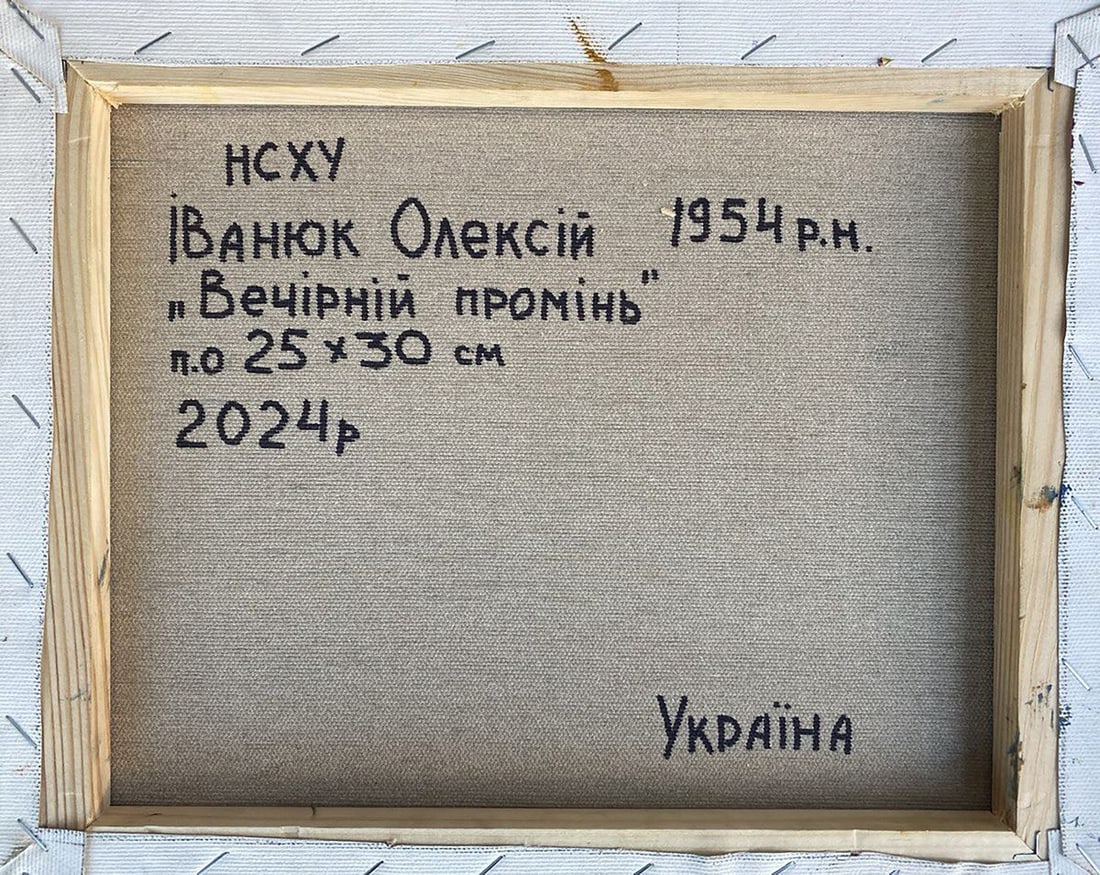 НСХУ
Іванюк Олексій 1954 р.н.
„Вечірній промінь"
п.о 25 х 30 см
2024р
Україна